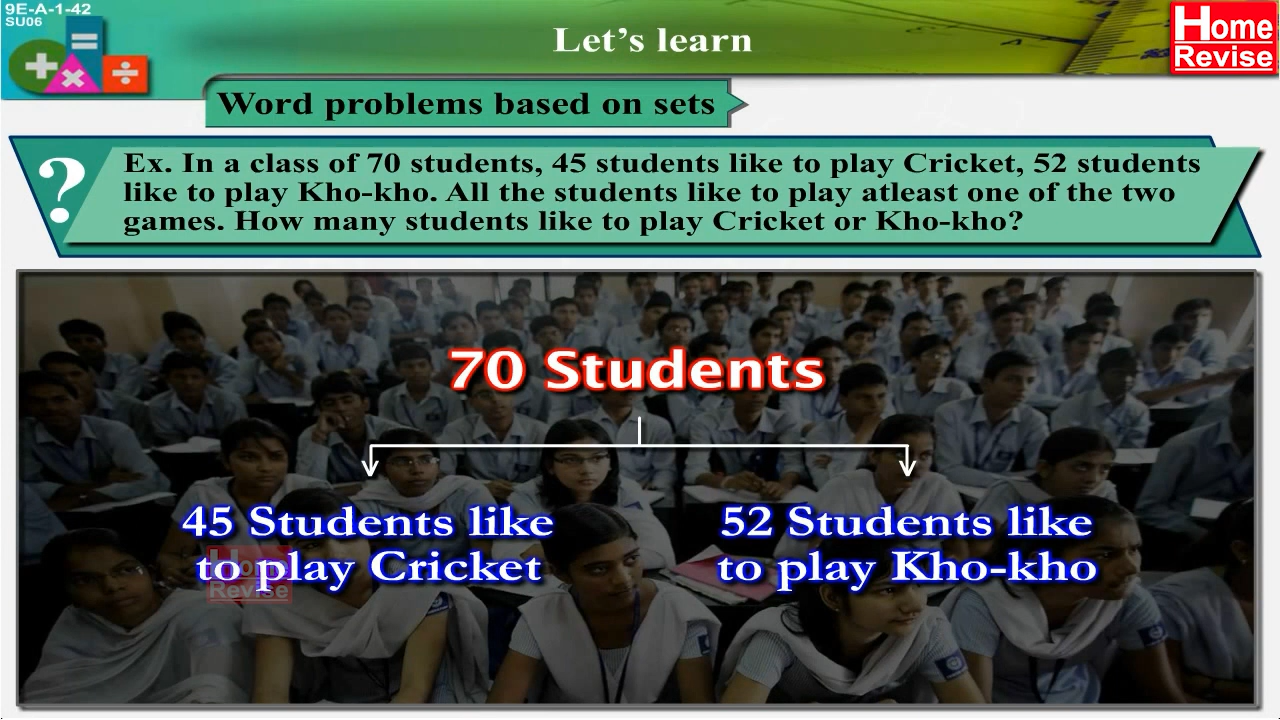 9E-A-1-42
SU06
Let’s learn
Home
Revise
Word problems based on sets
?
Ex. In a class of 70 students, 45 students like to play Cricket, 52 students
like to play Kho-kho. All the students like to play atleast one of the two
games. How many students like to play Cricket or Kho-kho?
70 Students
45 Students like
to play Cricket
52 Students like
to play Kho-kho
Home
Revise